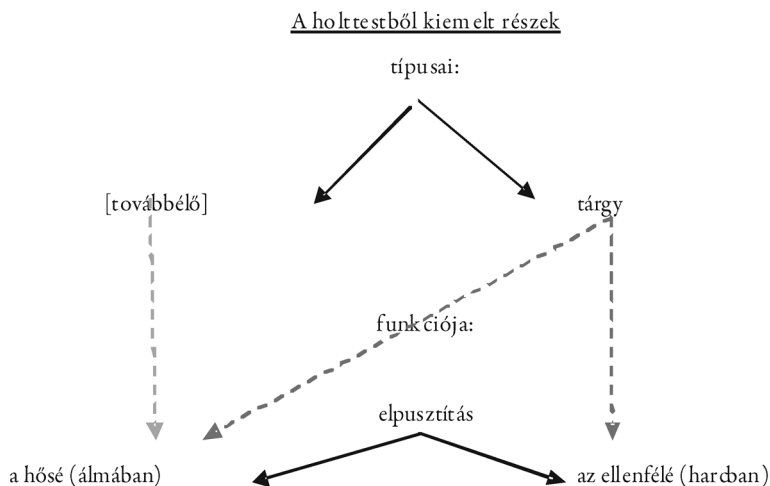 A holttestből kiemelt részek
típusai:
[továbbélő] tárgy
funkciója:
elpusztítás
a hősé (álmában) az ellenfélé (harcban)